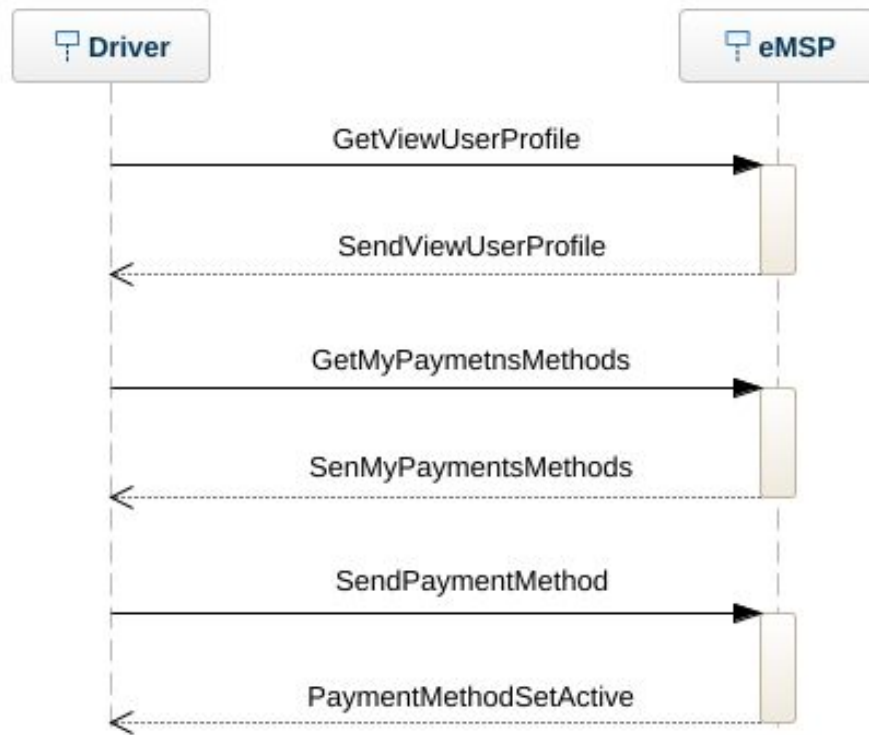 Driver
eMSP
GetViewUserProfile
SendViewUserProfile
GetMyPaymetnsMethods
SenMyPaymentsMethods
SendPaymentMethod
PaymentMethodSetActive